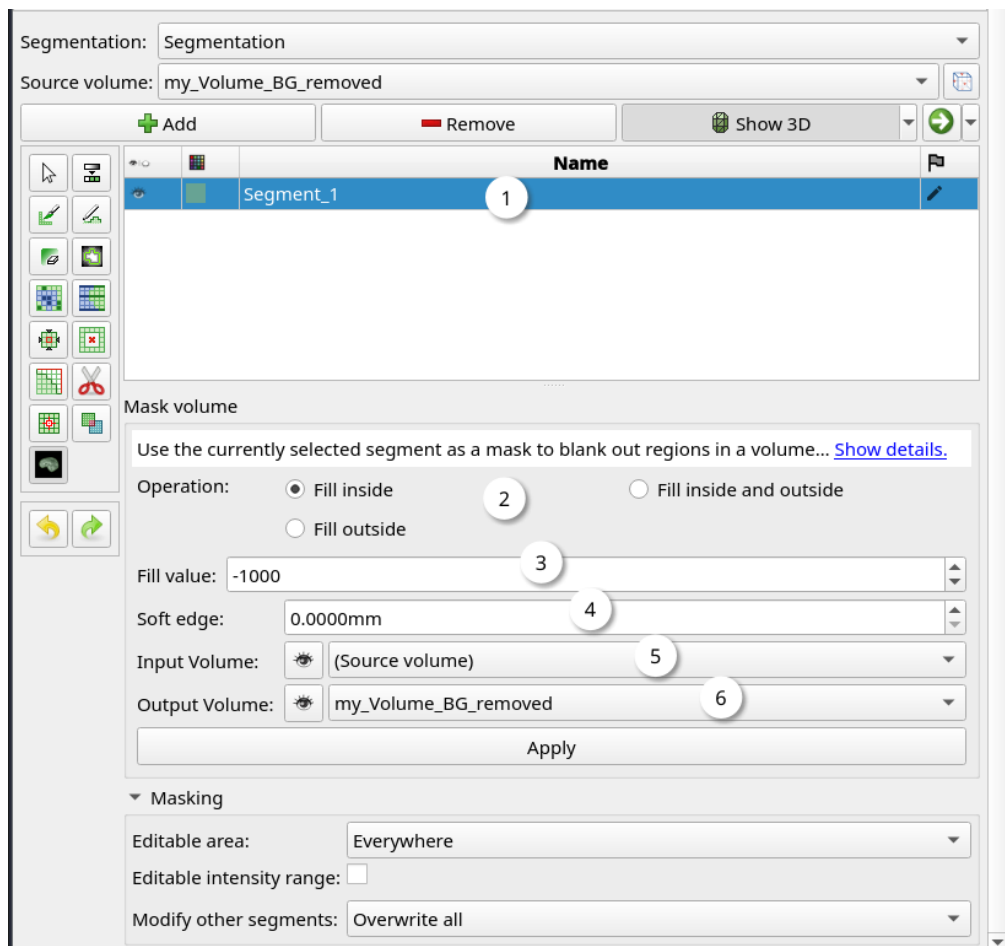 Segmentation: Segmentation
Source volume: my_Volume_BG_removed
Add Remove Show 3D
Name
Segment_1 1
Mask volume
Use the currently selected segment as a mask to blank out regions in a volume... Show details.
Operation: Fill inside 2 Fill inside and outside
Fill outside
Fill value: -1000 3
Soft edge: 0.0000mm 4
Input Volume: (Source volume) 5
Output Volume: my_Volume_BG_removed 6
Apply
Masking
Editable area: Everywhere
Editable intensity range:
Modify other segments: Overwrite all